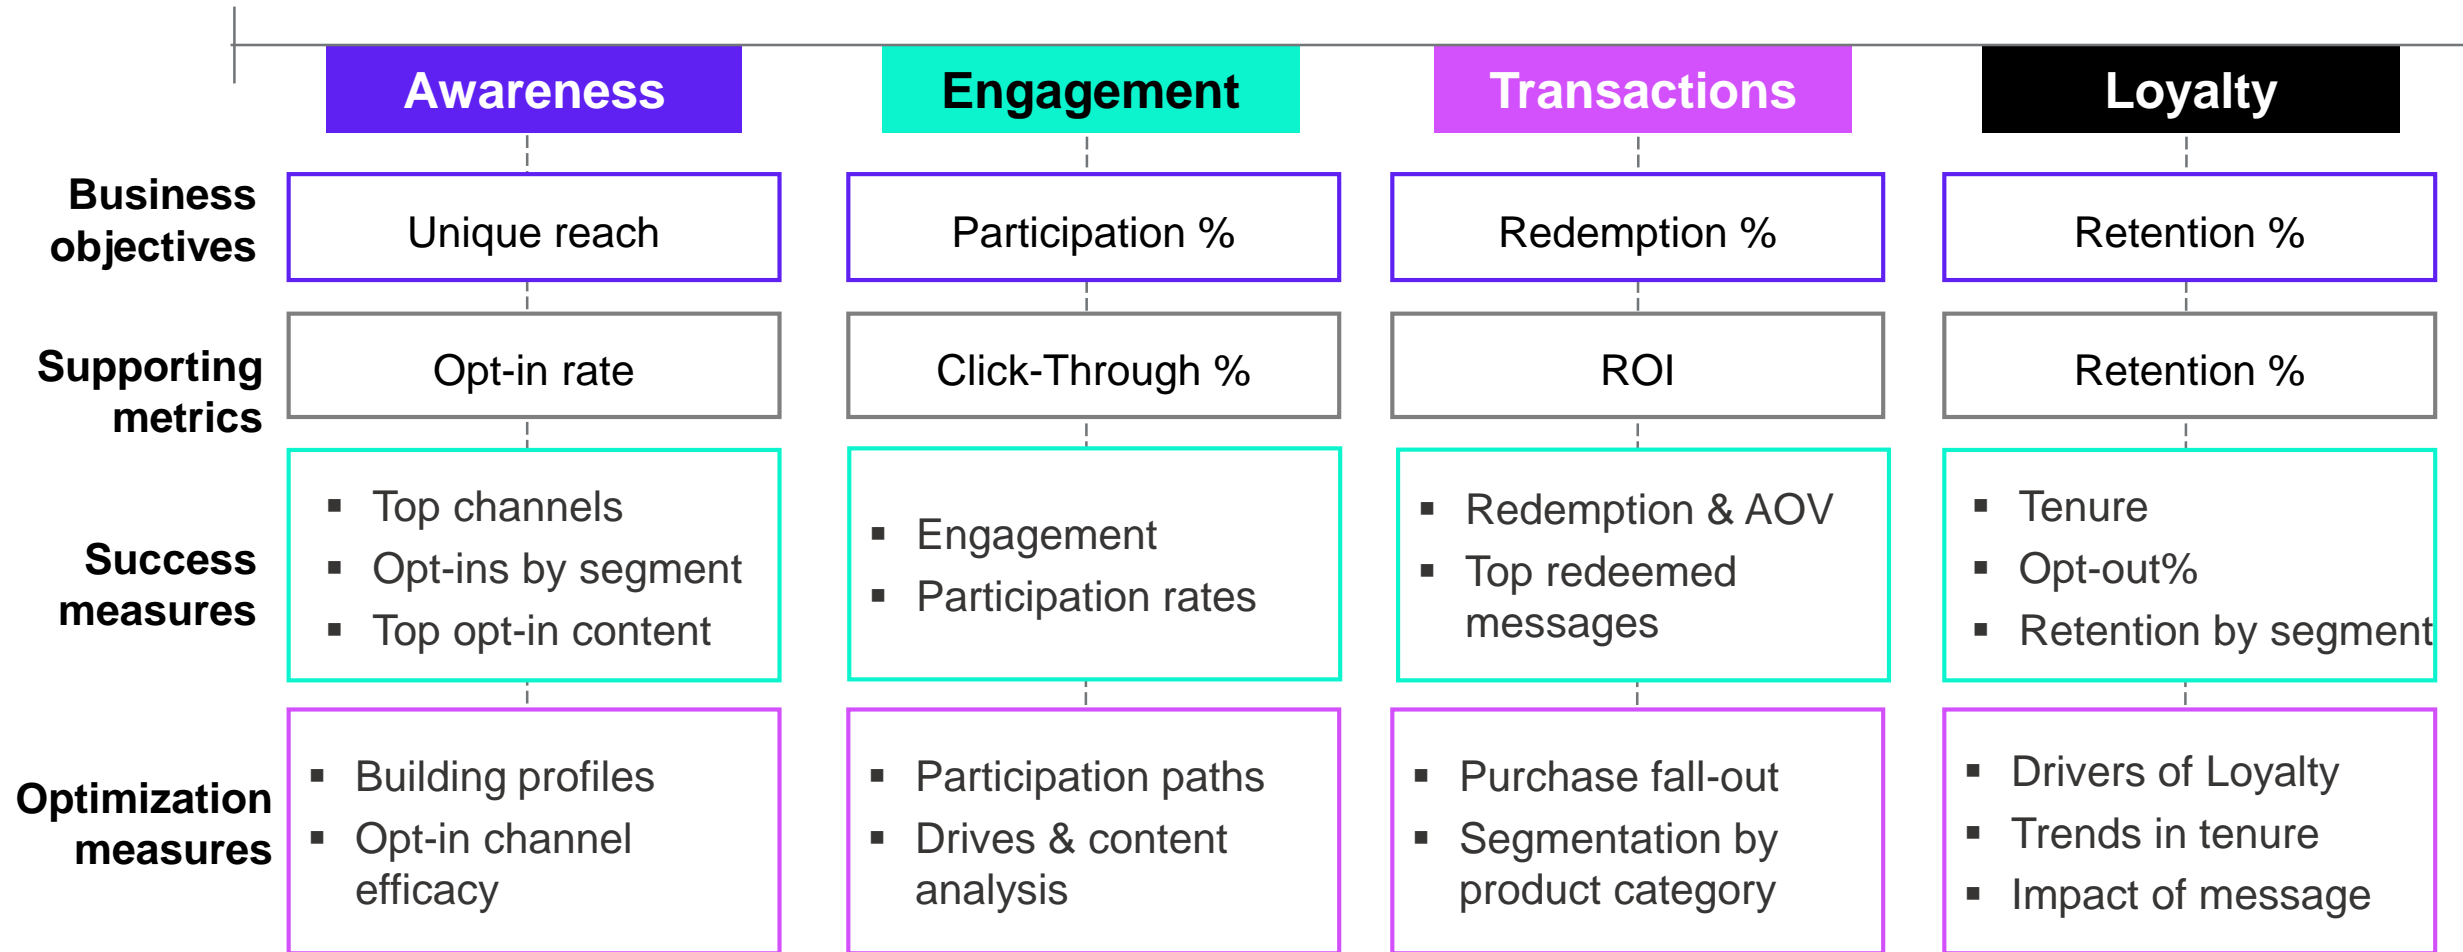 Awareness
Engagement
Transactions
Loyalty
Business
objectives
Unique reach
Participation %
Redemption %
Retention %
Supporting
metrics
Opt-in rate
Click-Through %
ROI
Retention %
Success
measures
▪ Top channels
▪ Opt-ins by segment
▪ Top opt-in content
▪ Engagement
▪ Participation rates
▪ Redemption & AOV
▪ Top redeemed
messages
▪ Tenure
▪ Opt-out%
▪ Retention by segment
Optimization
measures
▪ Building profiles
▪ Opt-in channel
efficacy
▪ Participation paths
▪ Drives & content
analysis
▪ Purchase fall-out
▪ Segmentation by
product category
▪ Drivers of Loyalty
▪ Trends in tenure
▪ Impact of message